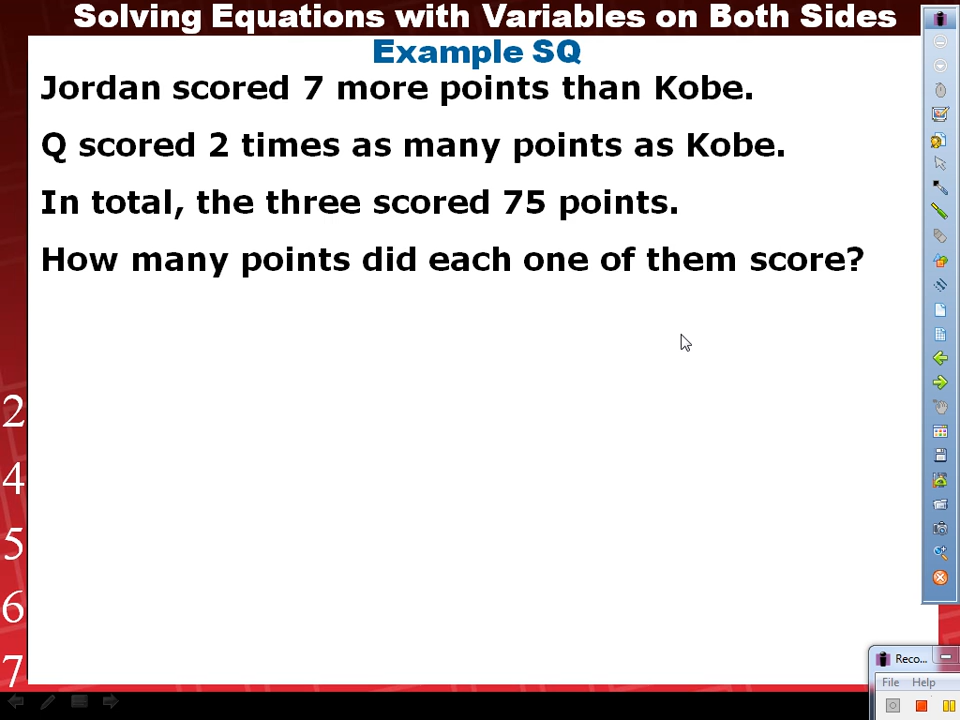 Solving Equations with Variables on Both Sides
Example SQ
Jordan scored 7 more points than Kobe.
Q scored 2 times as many points as Kobe.
In total, the three scored 75 points.
How many points did each one of them score?
2
4
5
6
7
Reco...
File Help